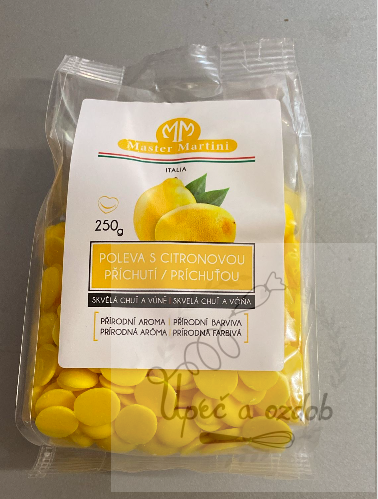 MM
Master Martini
ITALIA
250g
POLEVA S CITRONOVOU
PŘÍCHUTÍ / PRÍCHUŤOU
SKVĚLÁ CHUŤ A VŮNĚ | SKVELÁ CHUŤ A VÔŇA
PŘÍRODNÍ AROMA | PŘÍRODNÍ BARVIVA
PRÍRODNÁ ARÓMA | PRÍRODNÁ FARBIVÁ
Upeč a ozdob